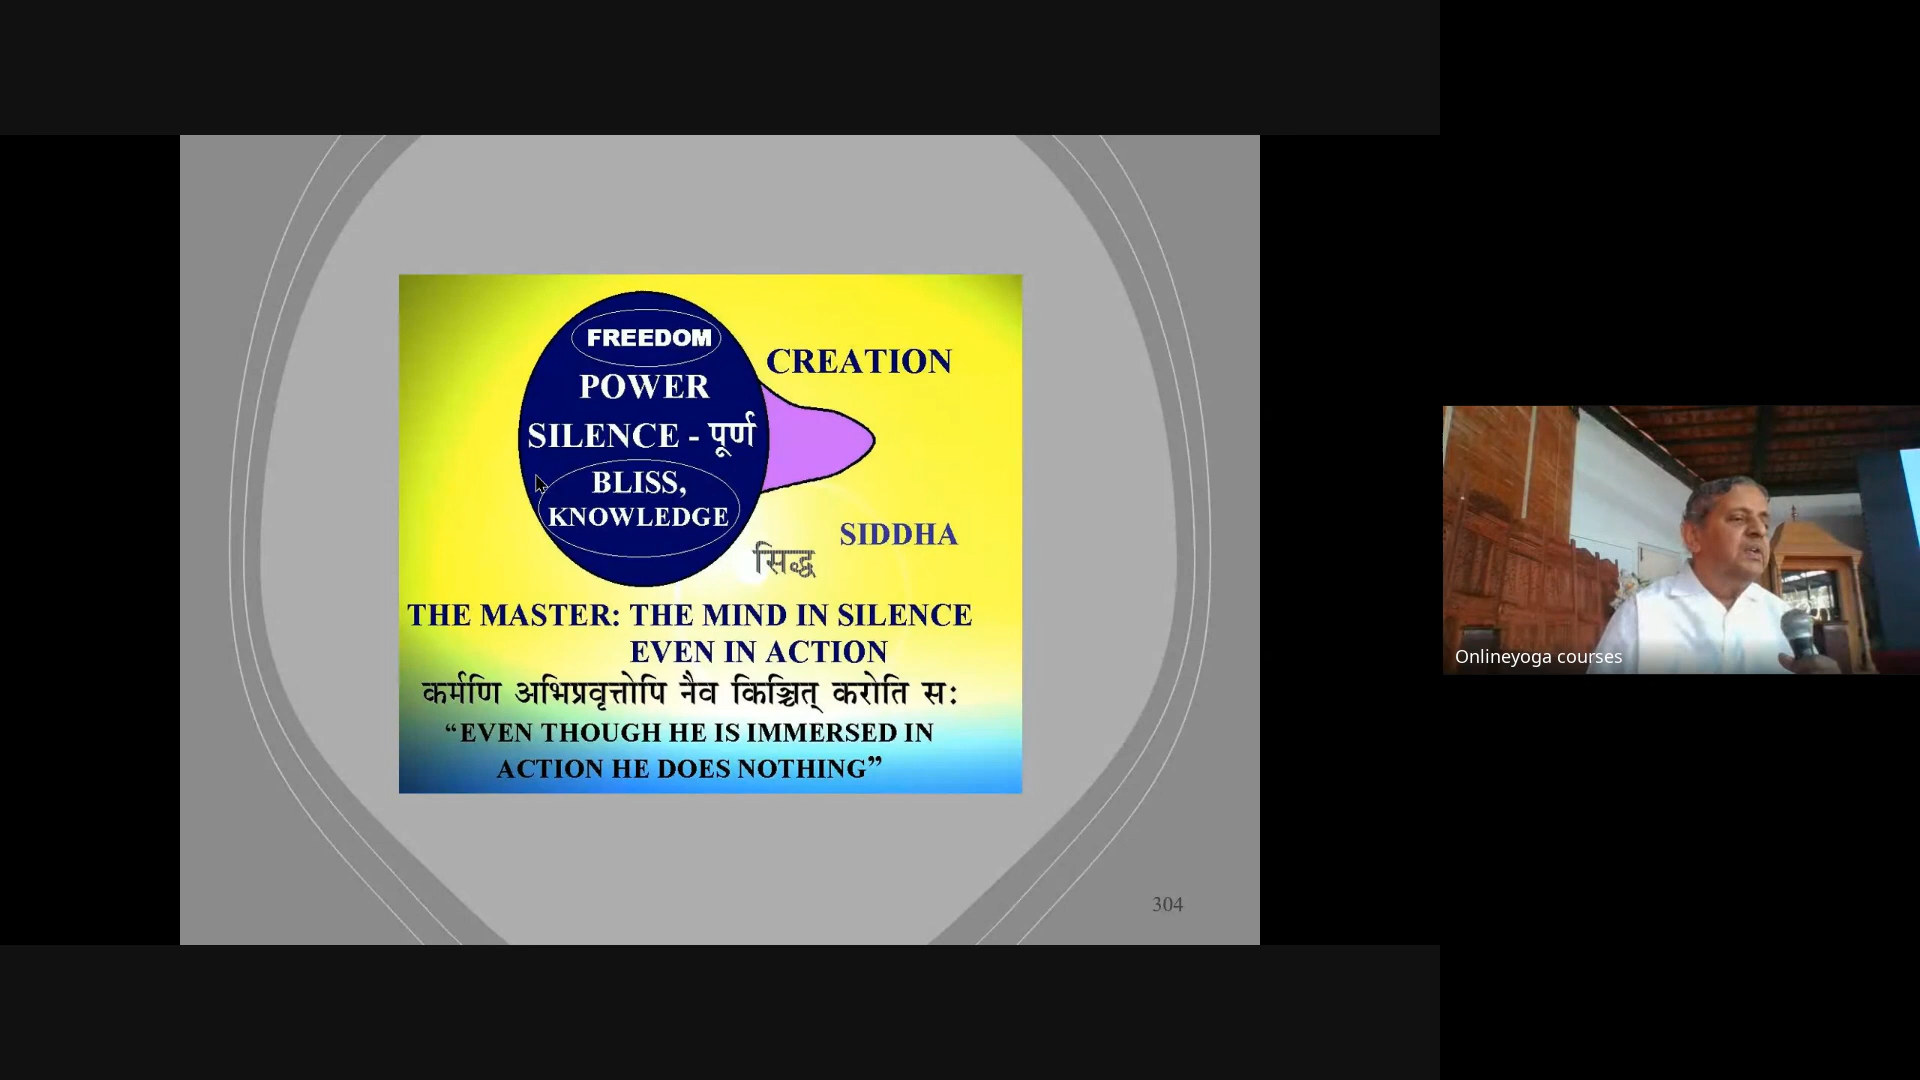 FREEDOM
POWER
SILENCE - पूर्ण
BLISS,
KNOWLEDGE
CREATION
SIDDHA
सिद्ध
THE MASTER: THE MIND IN SILENCE
EVEN IN ACTION
कर्मणि अभिप्रवृत्तोपि नैव किञ्चित् करोति सः
“EVEN THOUGH HE IS IMMERSED IN
ACTION HE DOES NOTHING”
304
Onlineyoga courses